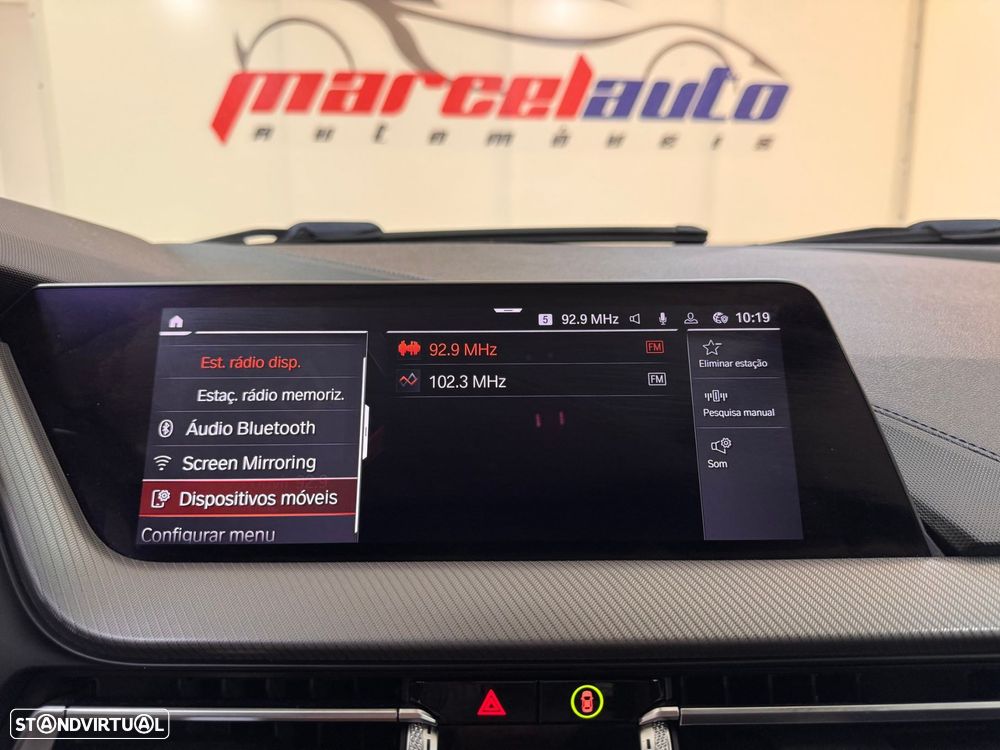 marcelauto
automóveis
5 92.9 MHz 10:19
Est. rádio disp.
Estaç. rádio memoriz.
Áudio Bluetooth
Screen Mirroring
Dispositivos móveis
Configurar menu
92.9 MHz FM
102.3 MHz FM
Eliminar estação
Pesquisa manual
Som
STANDVIRTUAL